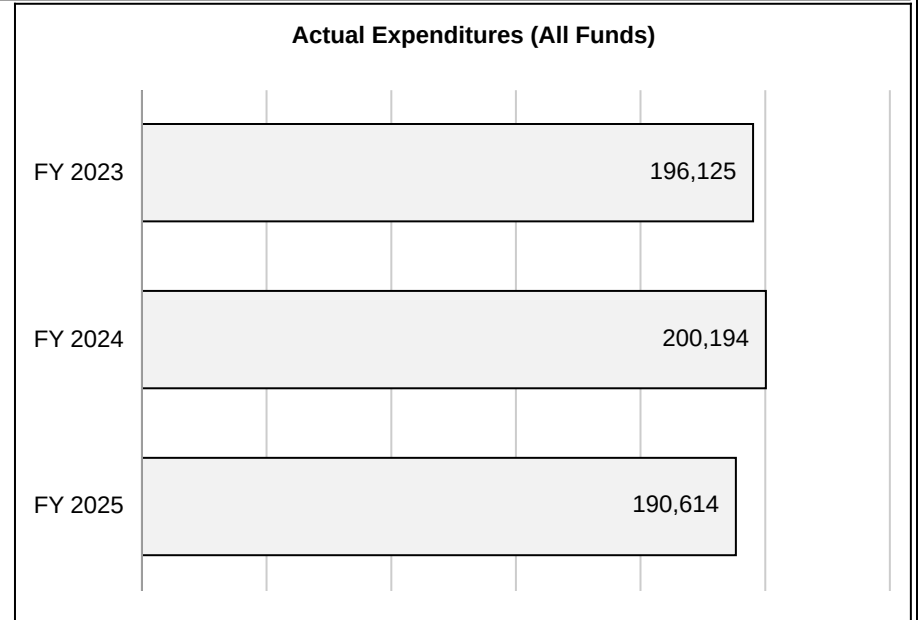 Actual Expenditures (All Funds)
FY 2023
196,125
FY 2024
200,194
FY 2025
190,614